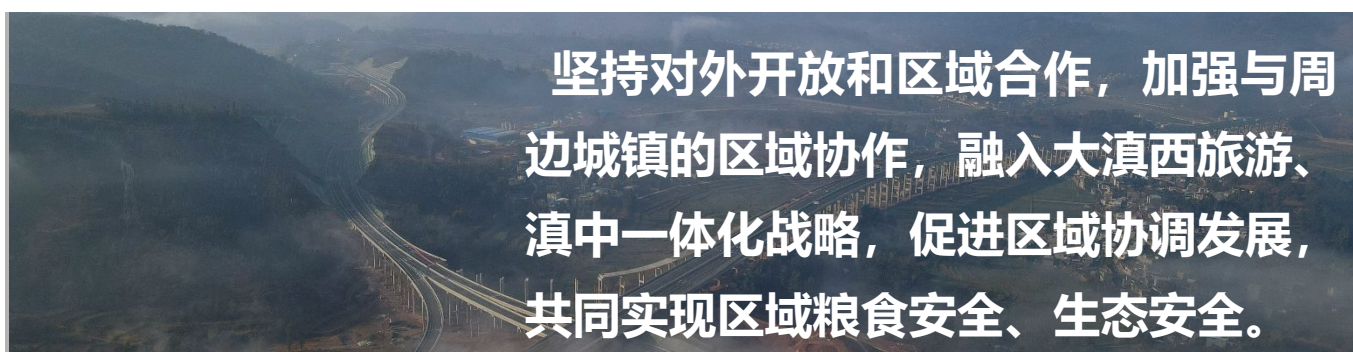 坚持对外开放和区域合作，加强与周
边城镇的区域协作，融入大滇西旅游、
滇中一体化战略，促进区域协调发展，
共同实现区域粮食安全、生态安全。